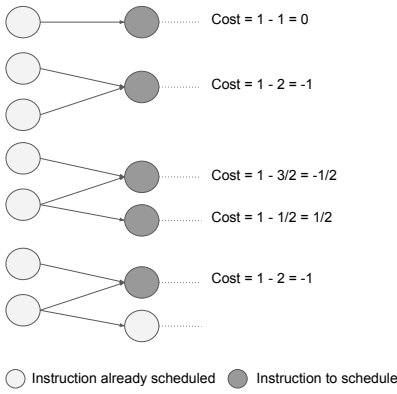 Cost = 1 - 1 = 0
Cost = 1 - 2 = -1
Cost = 1 - 3/2 = -1/2
Cost = 1 - 1/2 = 1/2
Cost = 1 - 2 = -1
Instruction already scheduled Instruction to schedule